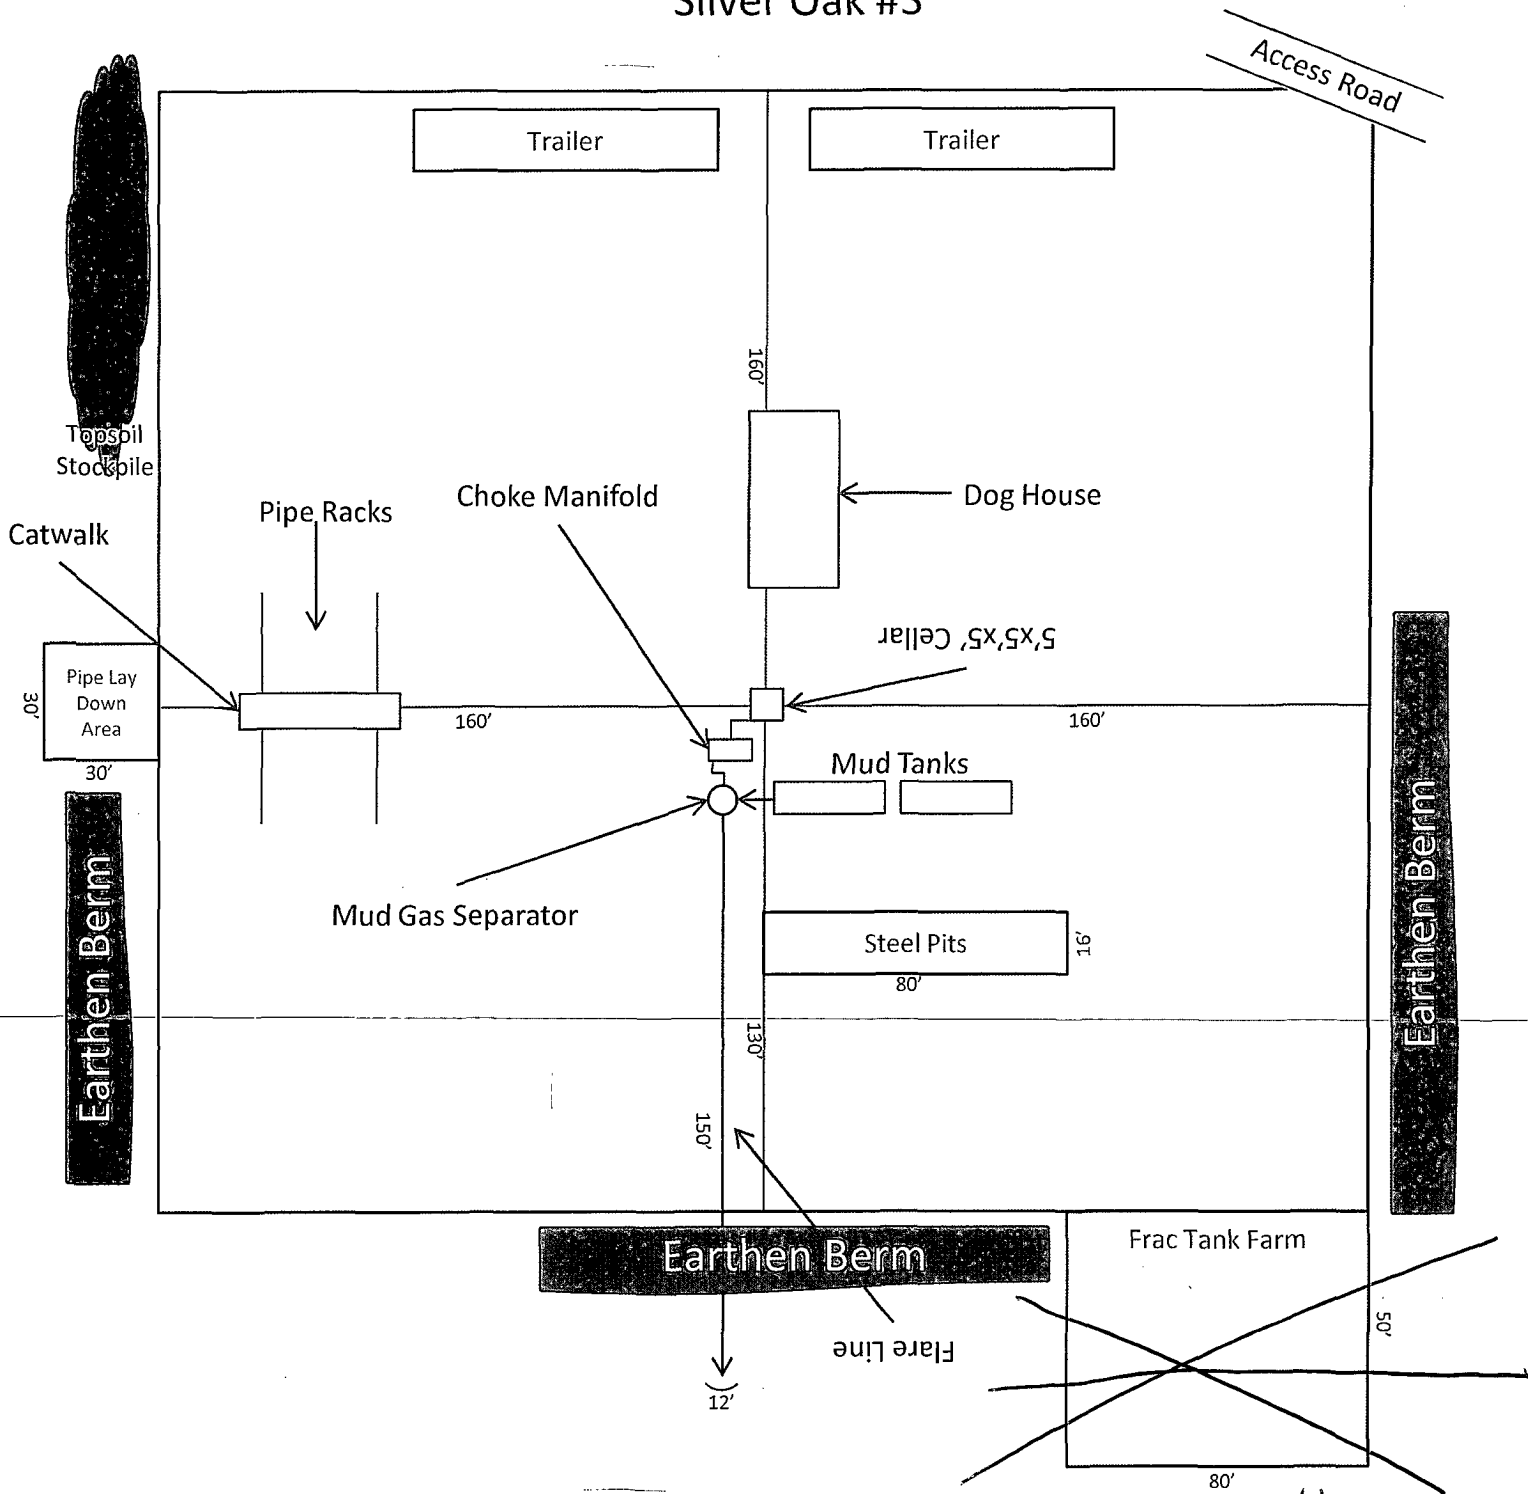 Silver Oak #3
Access Road
Trailer
Trailer
160'
Topsoil
Stockpile
Choke Manifold
Dog House
Pipe Racks
Catwalk
5'x5'x5' Cellar
Pipe Lay
Down
Area
30'
30'
160'
160'
Mud Tanks
Mud Gas Separator
Steel Pits
16'
80'
Earthen Berm
Earthen Berm
130'
150'
Earthen Berm
Frac Tank Farm
50'
Flare Line
12'
80'